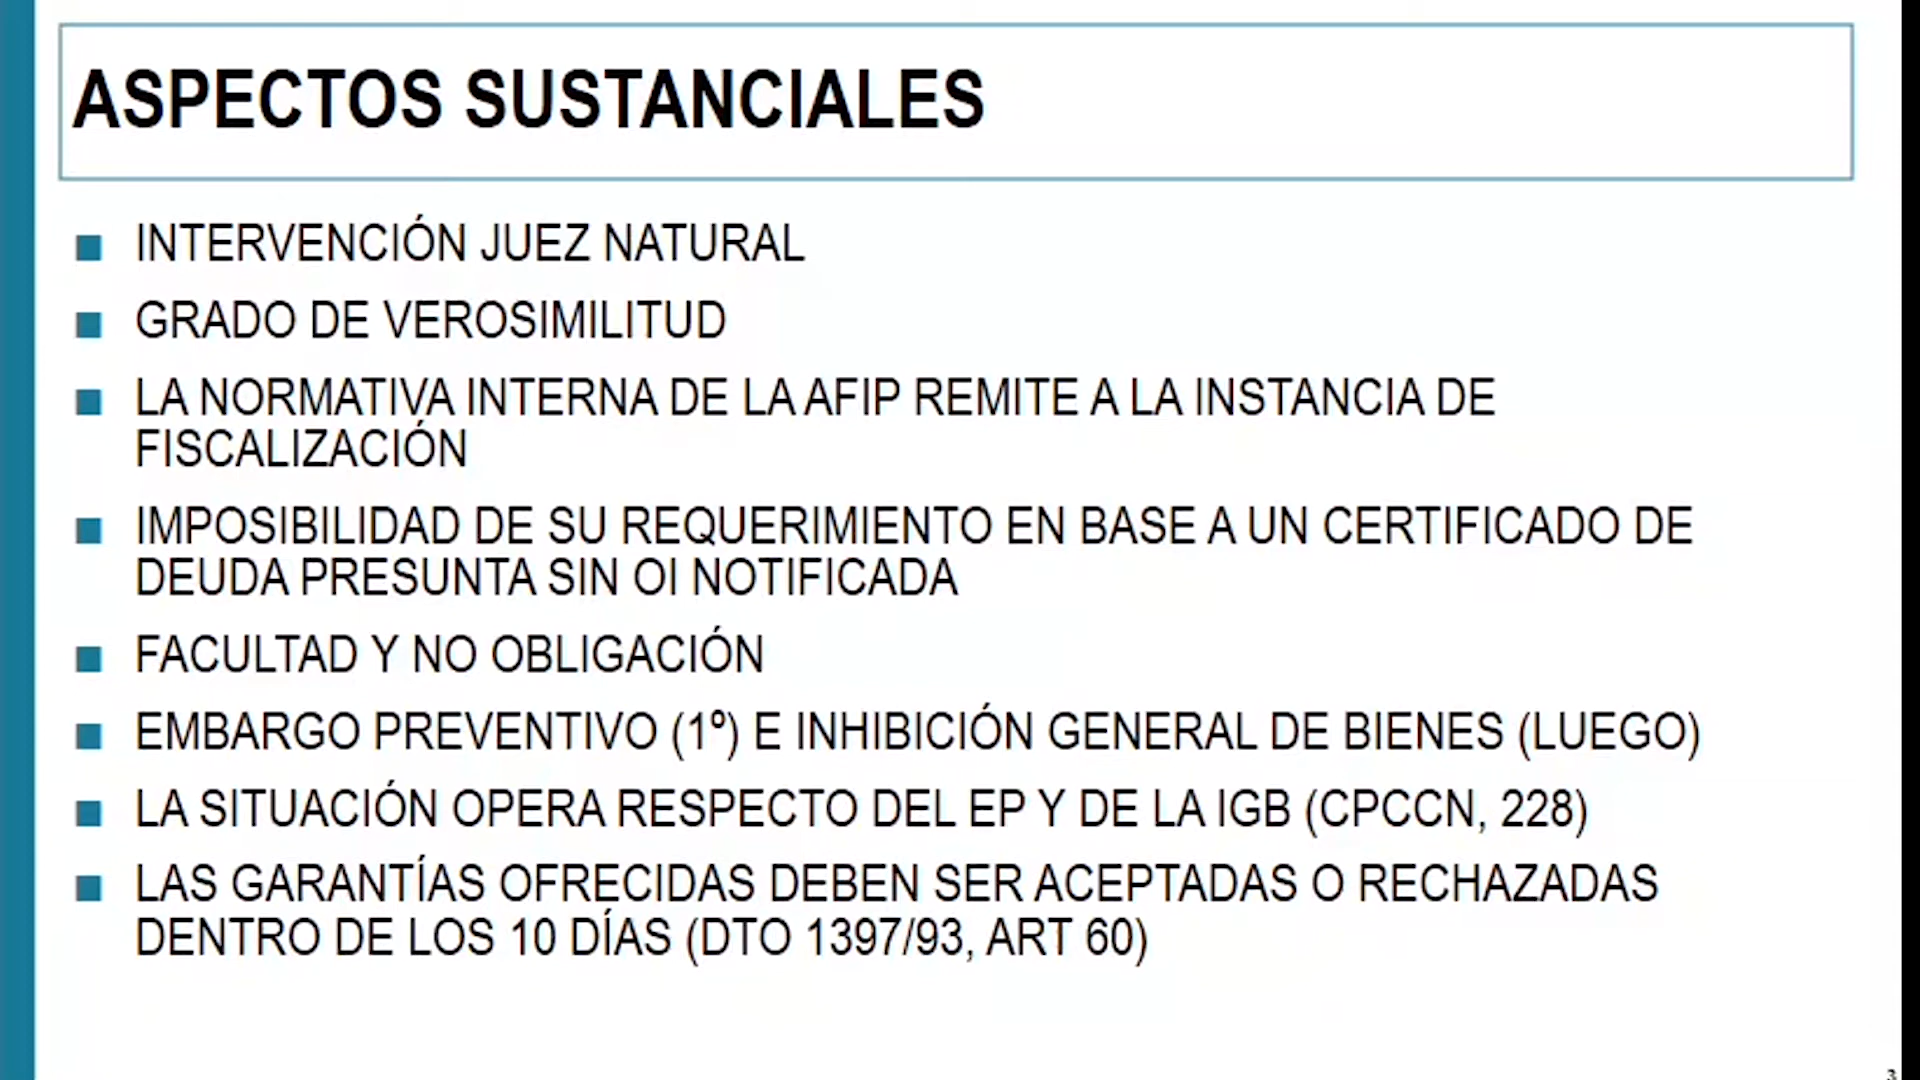 ASPECTOS SUSTANCIALES
INTERVENCIÓN JUEZ NATURAL
GRADO DE VEROSIMILITUD
LA NORMATIVA INTERNA DE LA AFIP REMITE A LA INSTANCIA DE
FISCALIZACIÓN
IMPOSIBILIDAD DE SU REQUERIMIENTO EN BASE A UN CERTIFICADO DE
DEUDA PRESUNTA SIN OI NOTIFICADA
FACULTAD Y NO OBLIGACIÓN
EMBARGO PREVENTIVO (1º) E INHIBICIÓN GENERAL DE BIENES (LUEGO)
LA SITUACIÓN OPERA RESPECTO DEL EP Y DE LA IGB (CPCCN, 228)
LAS GARANTÍAS OFRECIDAS DEBEN SER ACEPTADAS O RECHAZADAS
DENTRO DE LOS 10 DÍAS (DTO 1397/93, ART 60)
3